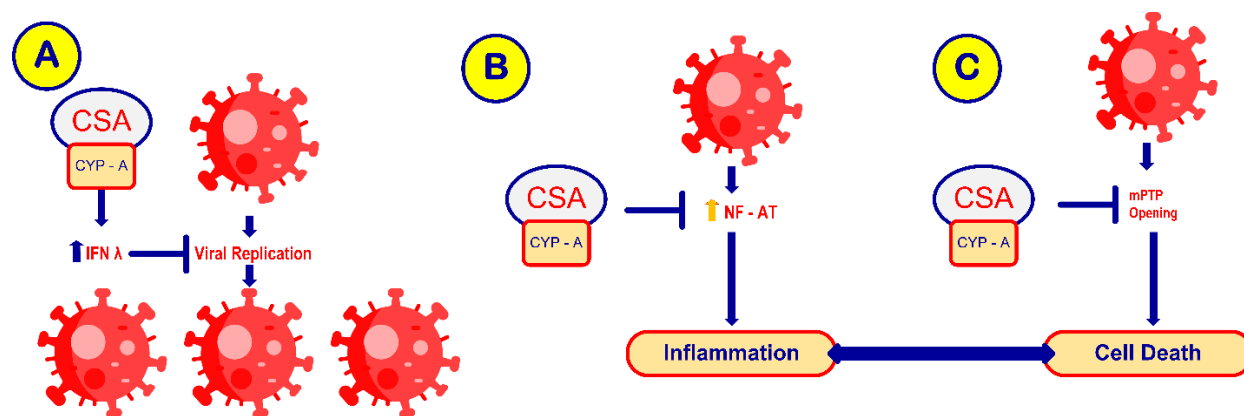 A
CSA
CYP - A
IFN λ
Viral Replication
B
CSA
CYP - A
NF - AT
Inflammation
C
CSA
CYP - A
mPTP
Opening
Cell Death